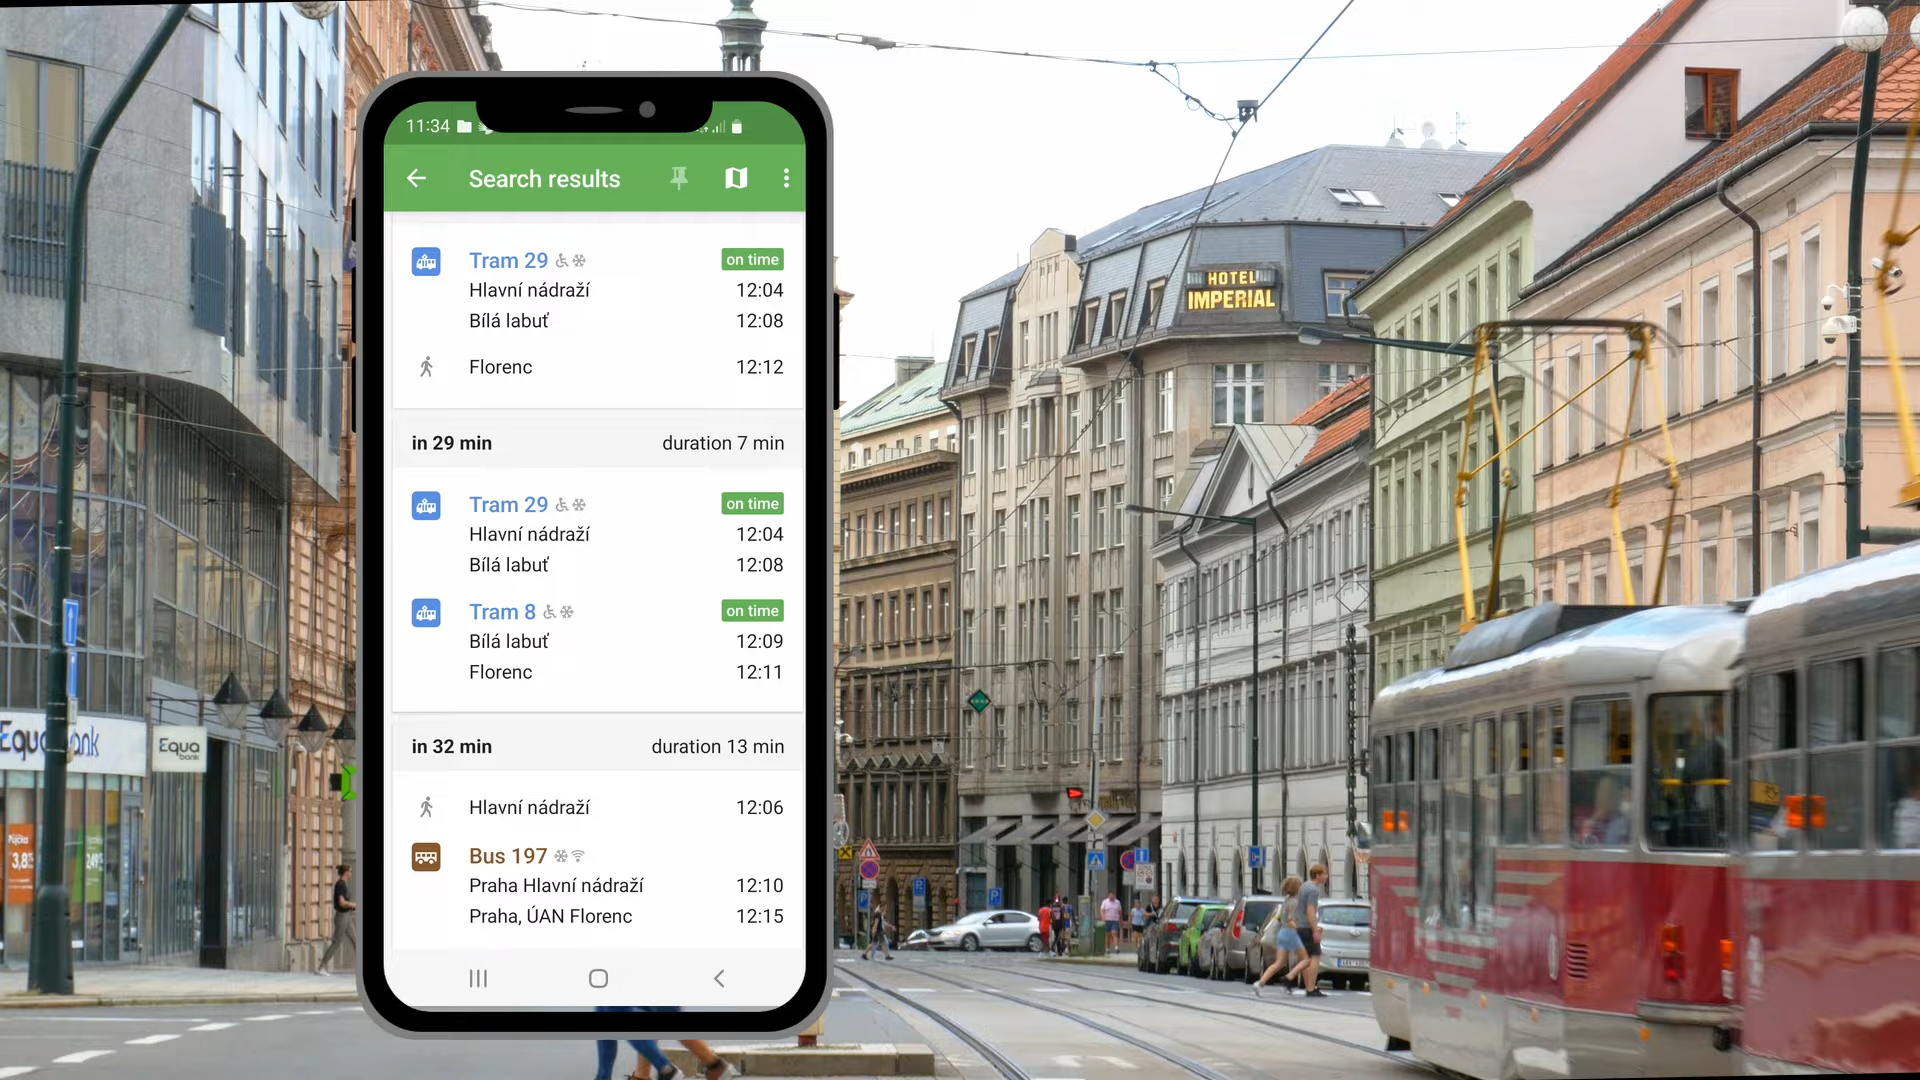 11:34
Search results
Tram 29 on time
Hlavní nádraží 12:04
Bílá labuť 12:08
Florenc 12:12
in 29 min duration 7 min
Tram 29 on time
Hlavní nádraží 12:04
Bílá labuť 12:08
Tram 8 on time
Bílá labuť 12:09
Florenc 12:11
in 32 min duration 13 min
Hlavní nádraží 12:06
Bus 197
Praha Hlavní nádraží 12:10
Praha, ÚAN Florenc 12:15
HOTEL
IMPERIAL
Equa
bank
3,8%